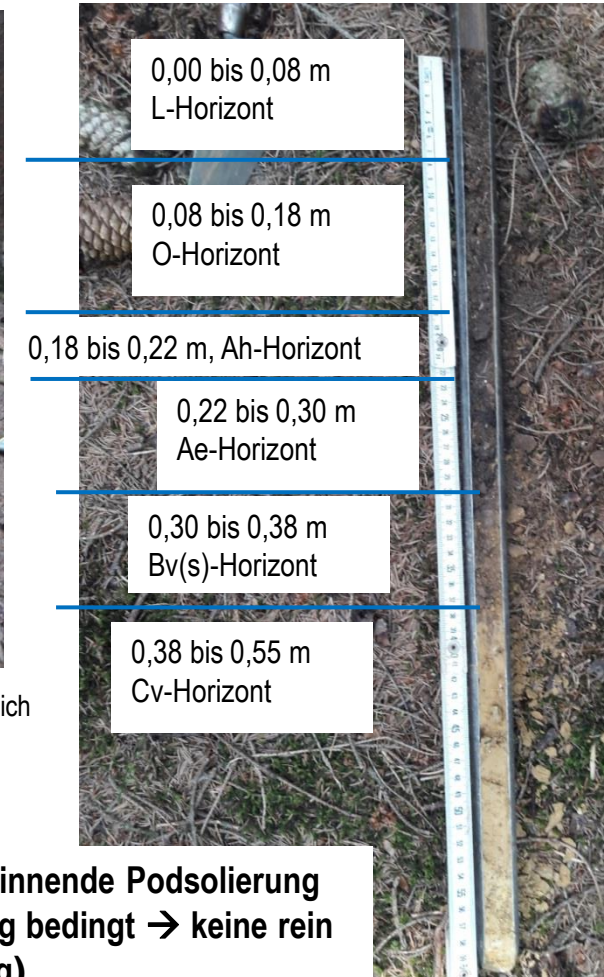 0,00 bis 0,08 m
L-Horizont
0,08 bis 0,18 m
O-Horizont
0,18 bis 0,22 m, Ah-Horizont
0,22 bis 0,30 m
Ae-Horizont
0,30 bis 0,38 m
Bv(s)-Horizont
0,38 bis 0,55 m
Cv-Horizont
ich
innende Podsolierung
g bedingt → keine rein
g)